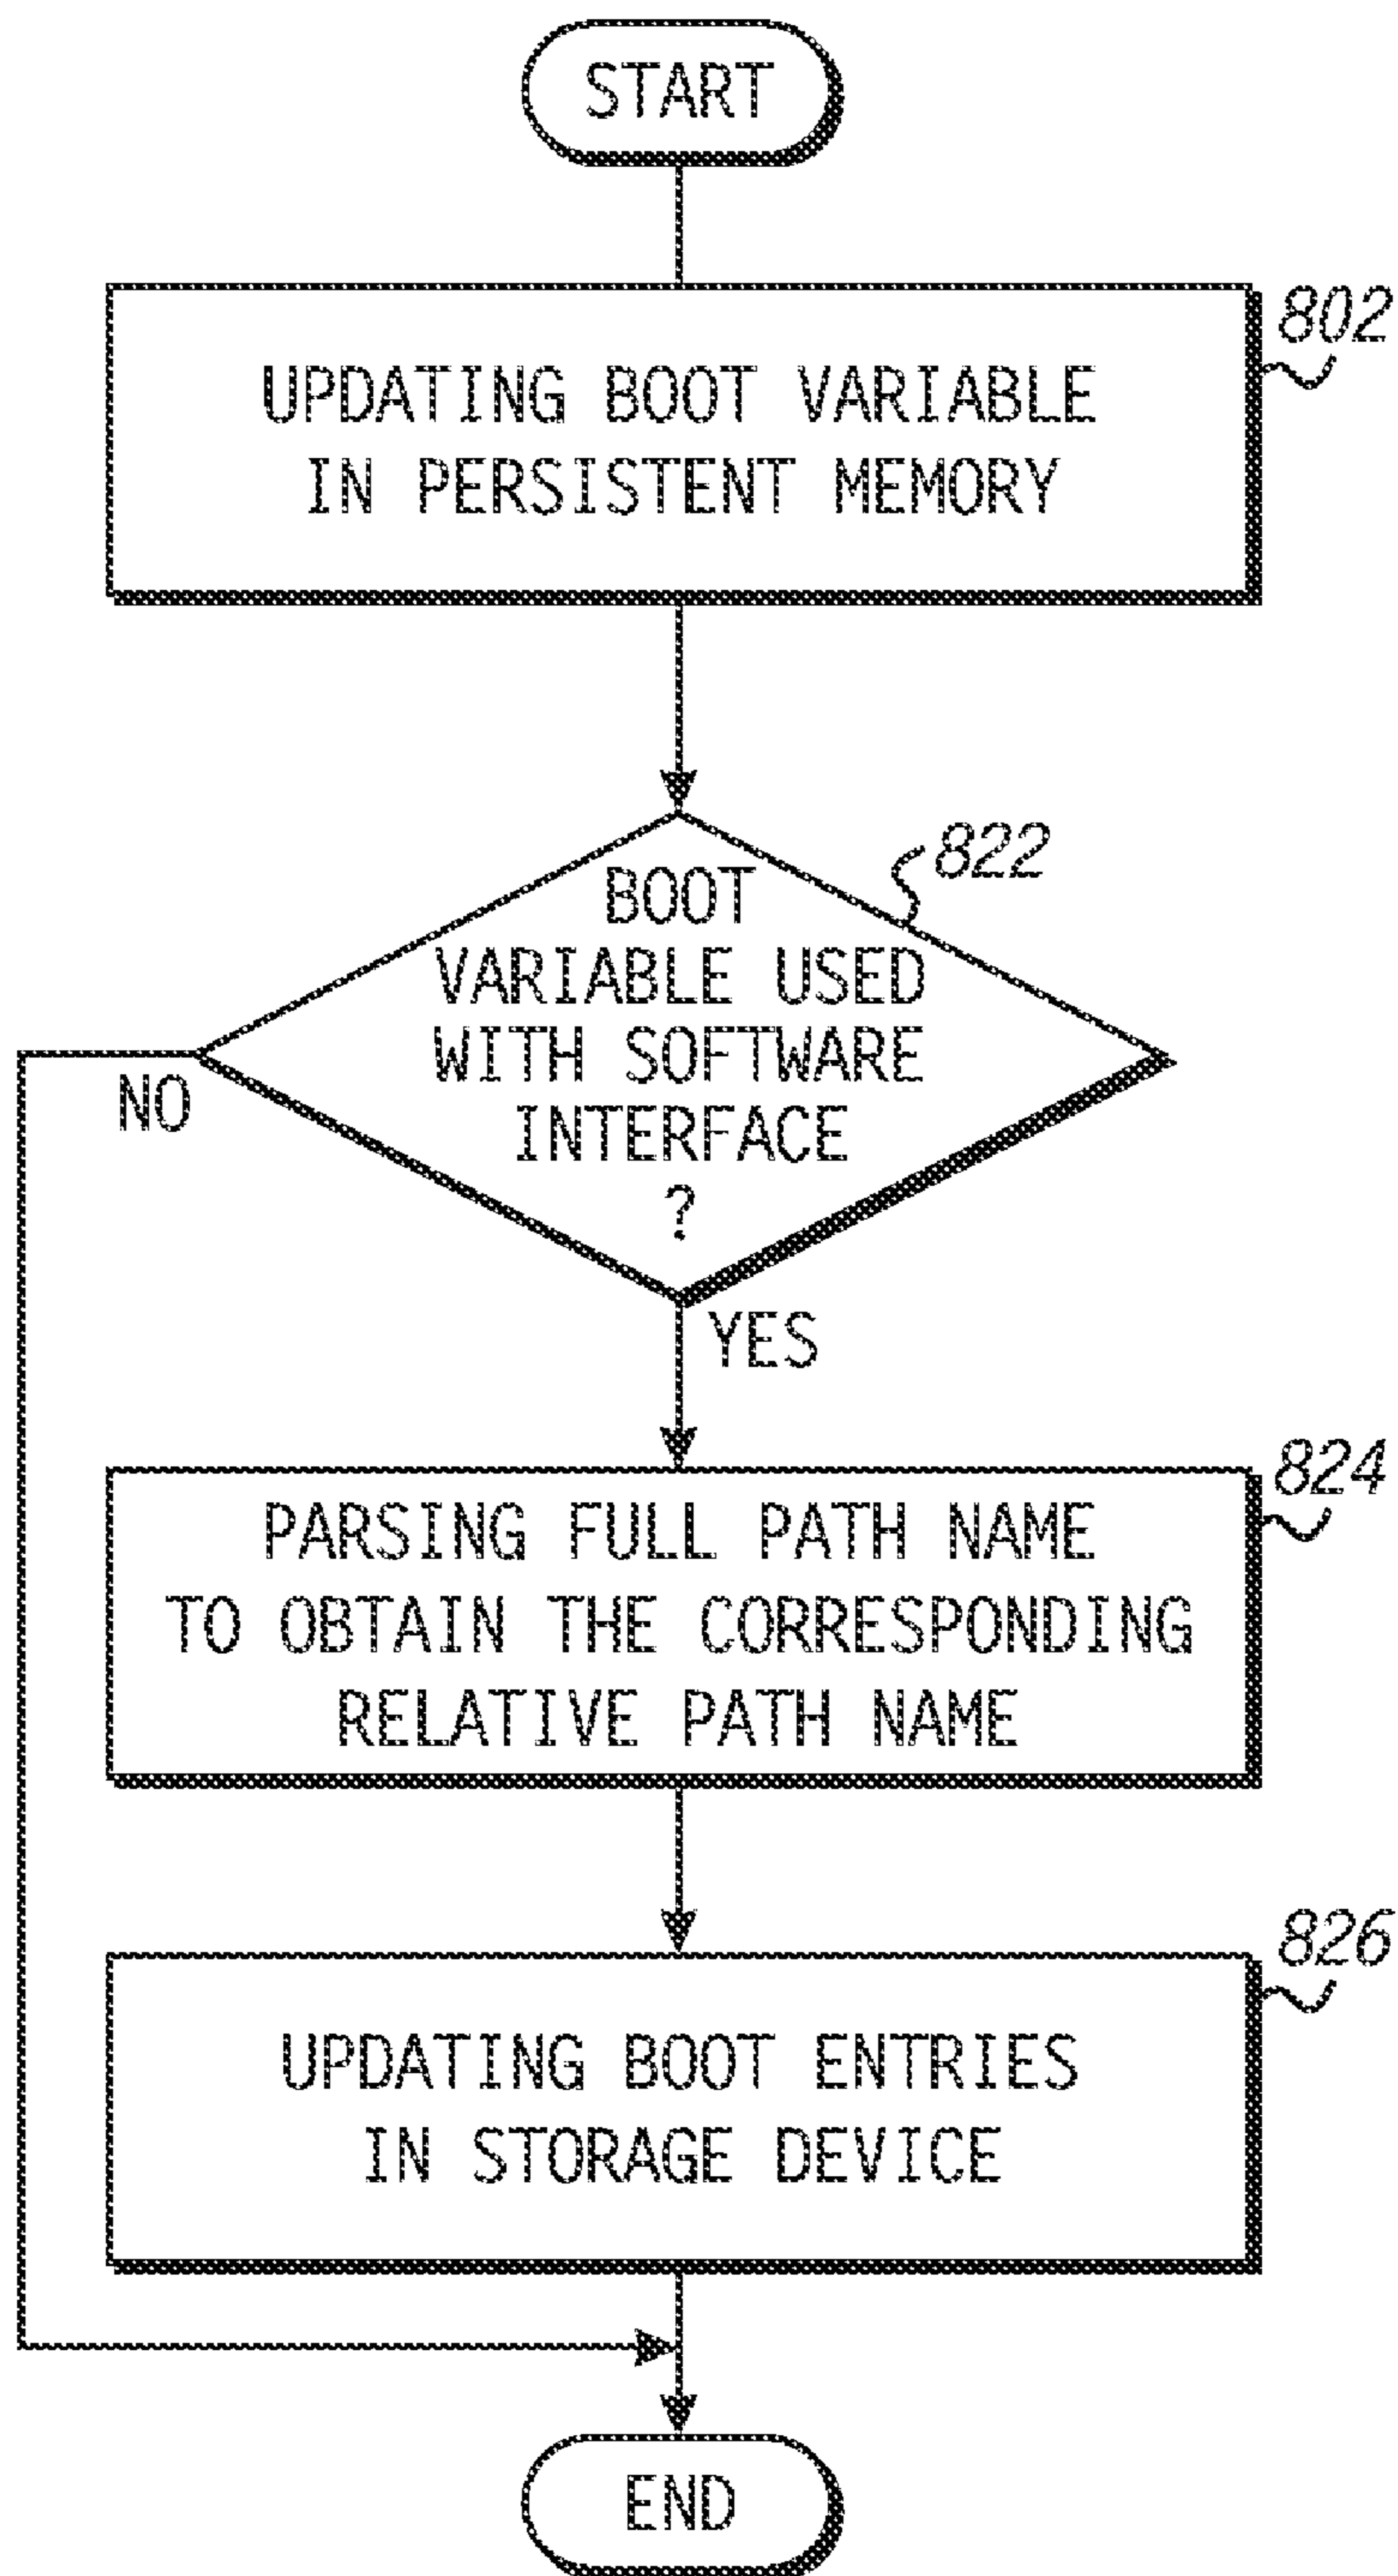 START
802
UPDATING BOOT VARIABLE
IN PERSISTENT MEMORY
822
BOOT
VARIABLE USED
WITH SOFTWARE
INTERFACE
?
NO
YES
824
PARSING FULL PATH NAME
TO OBTAIN THE CORRESPONDING
RELATIVE PATH NAME
826
UPDATING BOOT ENTRIES
IN STORAGE DEVICE
END